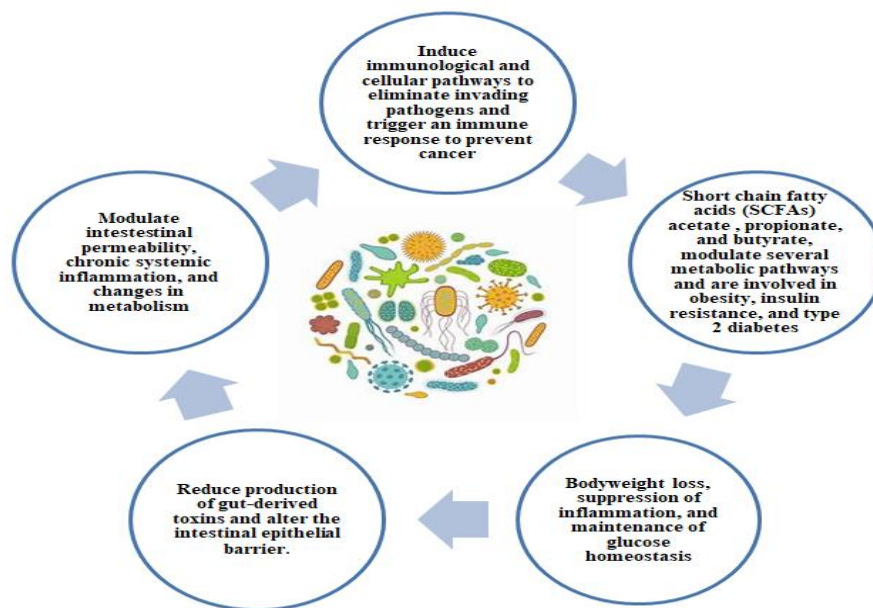 Induce
immunological and
cellular pathways to
eliminate invading
pathogens and
trigger an immune
response to prevent
cancer
Short chain fatty
acids (SCFAs)
acetate , propionate,
and butyrate,
modulate several
metabolic pathways
and are involved in
obesity, insulin
resistance, and type
2 diabetes
Bodyweight loss,
suppression of
inflammation, and
maintenance of
glucose
homeostasis
Reduce production
of gut-derived
toxins and alter the
intestinal epithelial
barrier.
Modulate
intestestinal
permeability,
chronic systemic
inflammation, and
changes in
metabolism